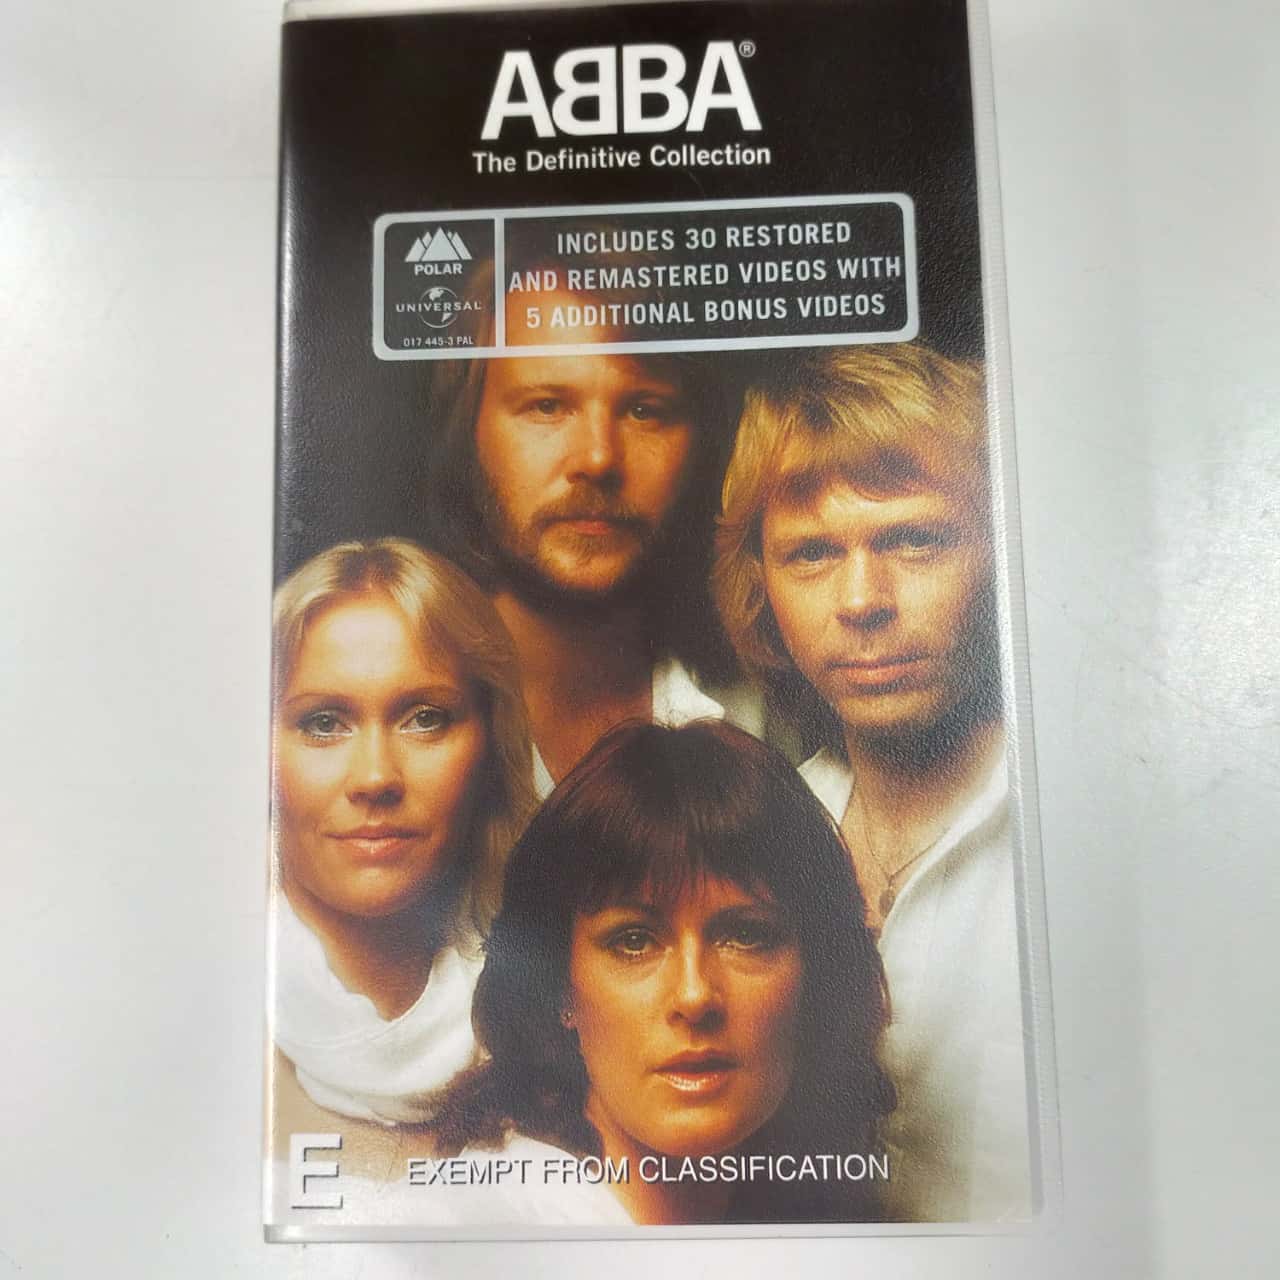 ABBA®
The Definitive Collection
POLAR
UNIVERSAL
017 445-3 PAL
INCLUDES 30 RESTORED
AND REMASTERED VIDEOS WITH
5 ADDITIONAL BONUS VIDEOS
E
EXEMPT FROM CLASSIFICATION